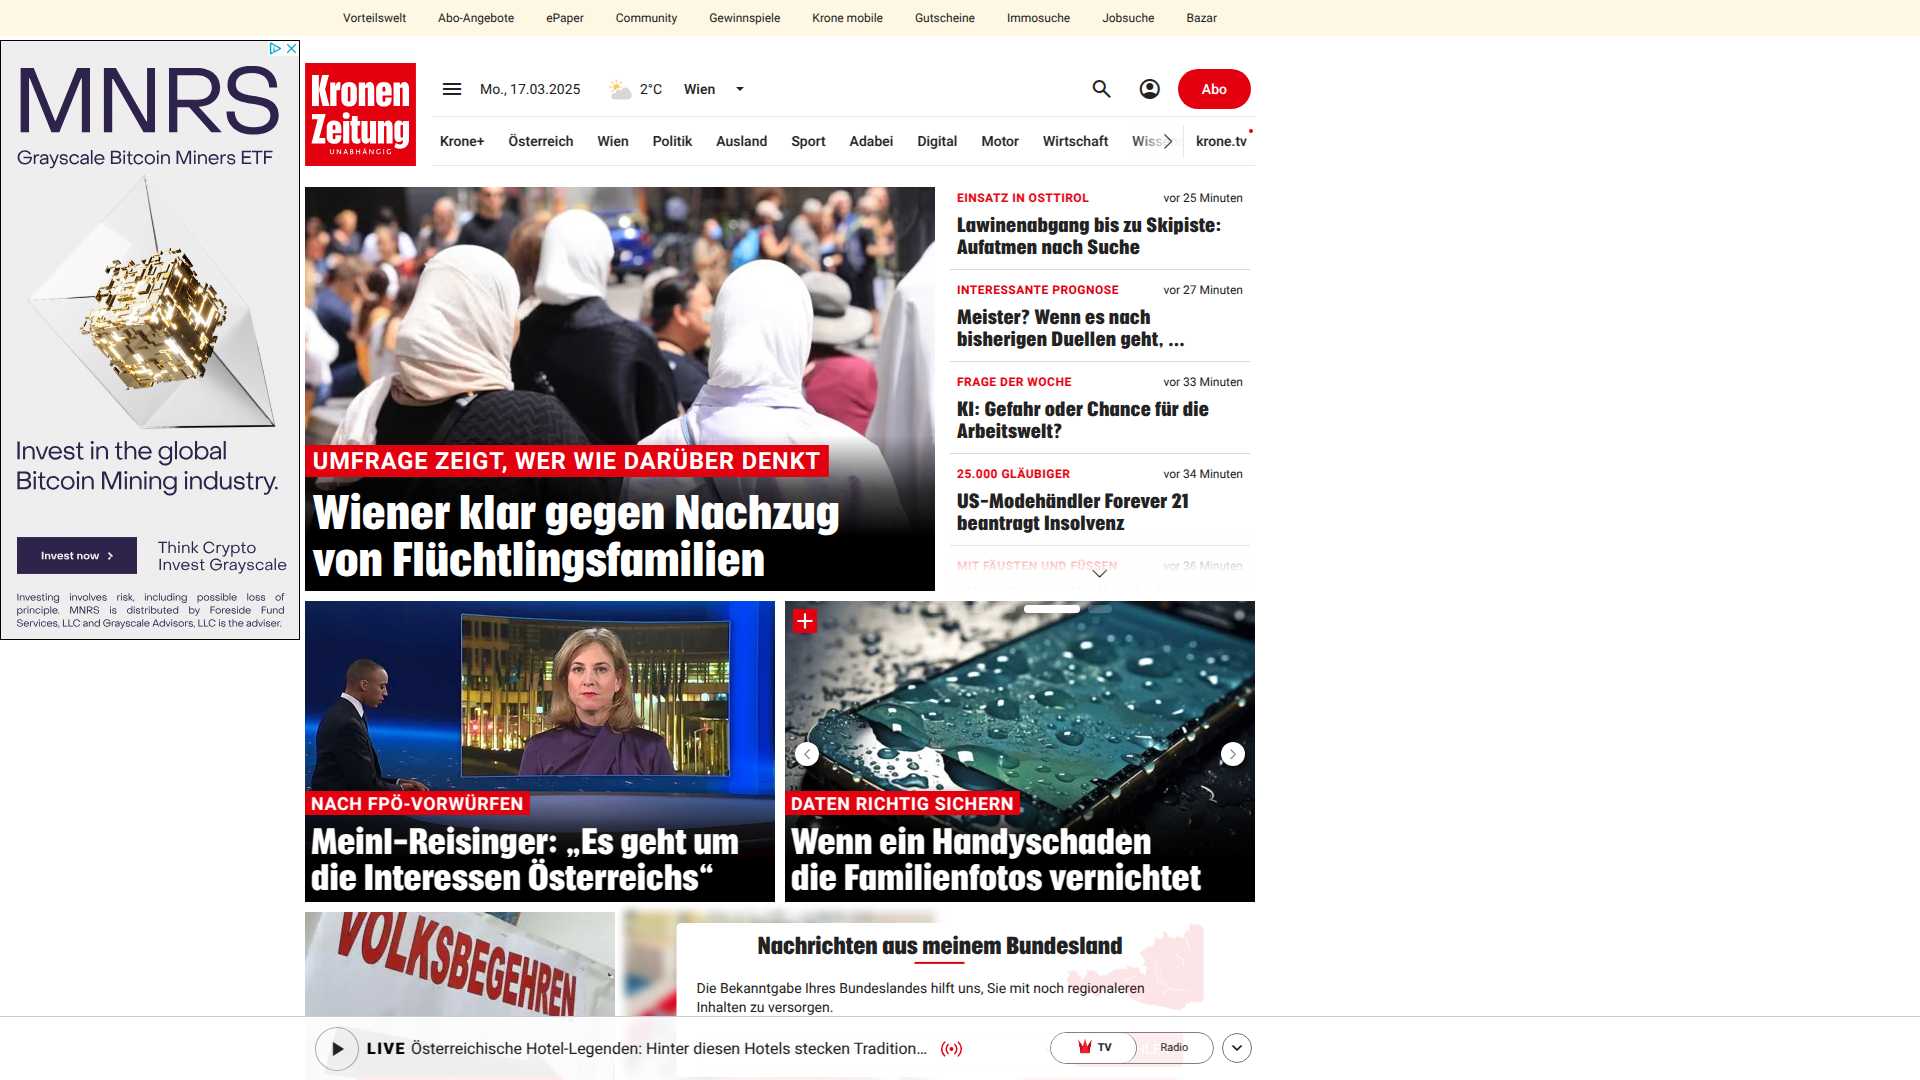 Vorteilswelt
Abo-Angebote
ePaper
Community
Gewinnspiele
Krone mobile
Gutscheine
Immosuche
Jobsuche
Bazar
MNRS
Grayscale Bitcoin Miners ETF
Invest in the global
Bitcoin Mining industry.
Invest now
Think Crypto
Invest Grayscale
Investing involves risk, including possible loss of
principle. MNRS is distributed by Foreside Fund
Services, LLC and Grayscale Advisors, LLC is the adviser.
Kronen
Zeitung
UNABHÄNGIG
Mo., 17.03.2025
2°C
Wien
Abo
Krone+
Österreich
Wien
Politik
Ausland
Sport
Adabei
Digital
Motor
Wirtschaft
krone.tv
UMFRAGE ZEIGT, WER WIE DARÜBER DENKT
Wiener klar gegen Nachzug
von Flüchtlingsfamilien
EINSATZ IN OSTTIROL
vor 25 Minuten
Lawinenabgang bis zu Skipiste:
Aufatmen nach Suche
INTERESSANTE PROGNOSE
vor 27 Minuten
Meister? Wenn es nach
bisherigen Duellen geht, ...
FRAGE DER WOCHE
vor 33 Minuten
KI: Gefahr oder Chance für die
Arbeitswelt?
25.000 GLÄUBIGER
vor 34 Minuten
US-Modehändler Forever 21
beantragt Insolvenz
MIT FÄUSTEN UND FÜSSEN
vor 36 Minuten
NACH FPÖ-VORWÜRFEN
Meinl-Reisinger: „Es geht um
die Interessen Österreichs“
DATEN RICHTIG SICHERN
Wenn ein Handyschaden
die Familienfotos vernichtet
VOLKSBEGEHREN
Nachrichten aus meinem Bundesland
Die Bekanntgabe Ihres Bundeslandes hilft uns, Sie mit noch regionaleren
Inhalten zu versorgen.
LIVE Österreichische Hotel-Legenden: Hinter diesen Hotels stecken Tradition...
TV
Radio